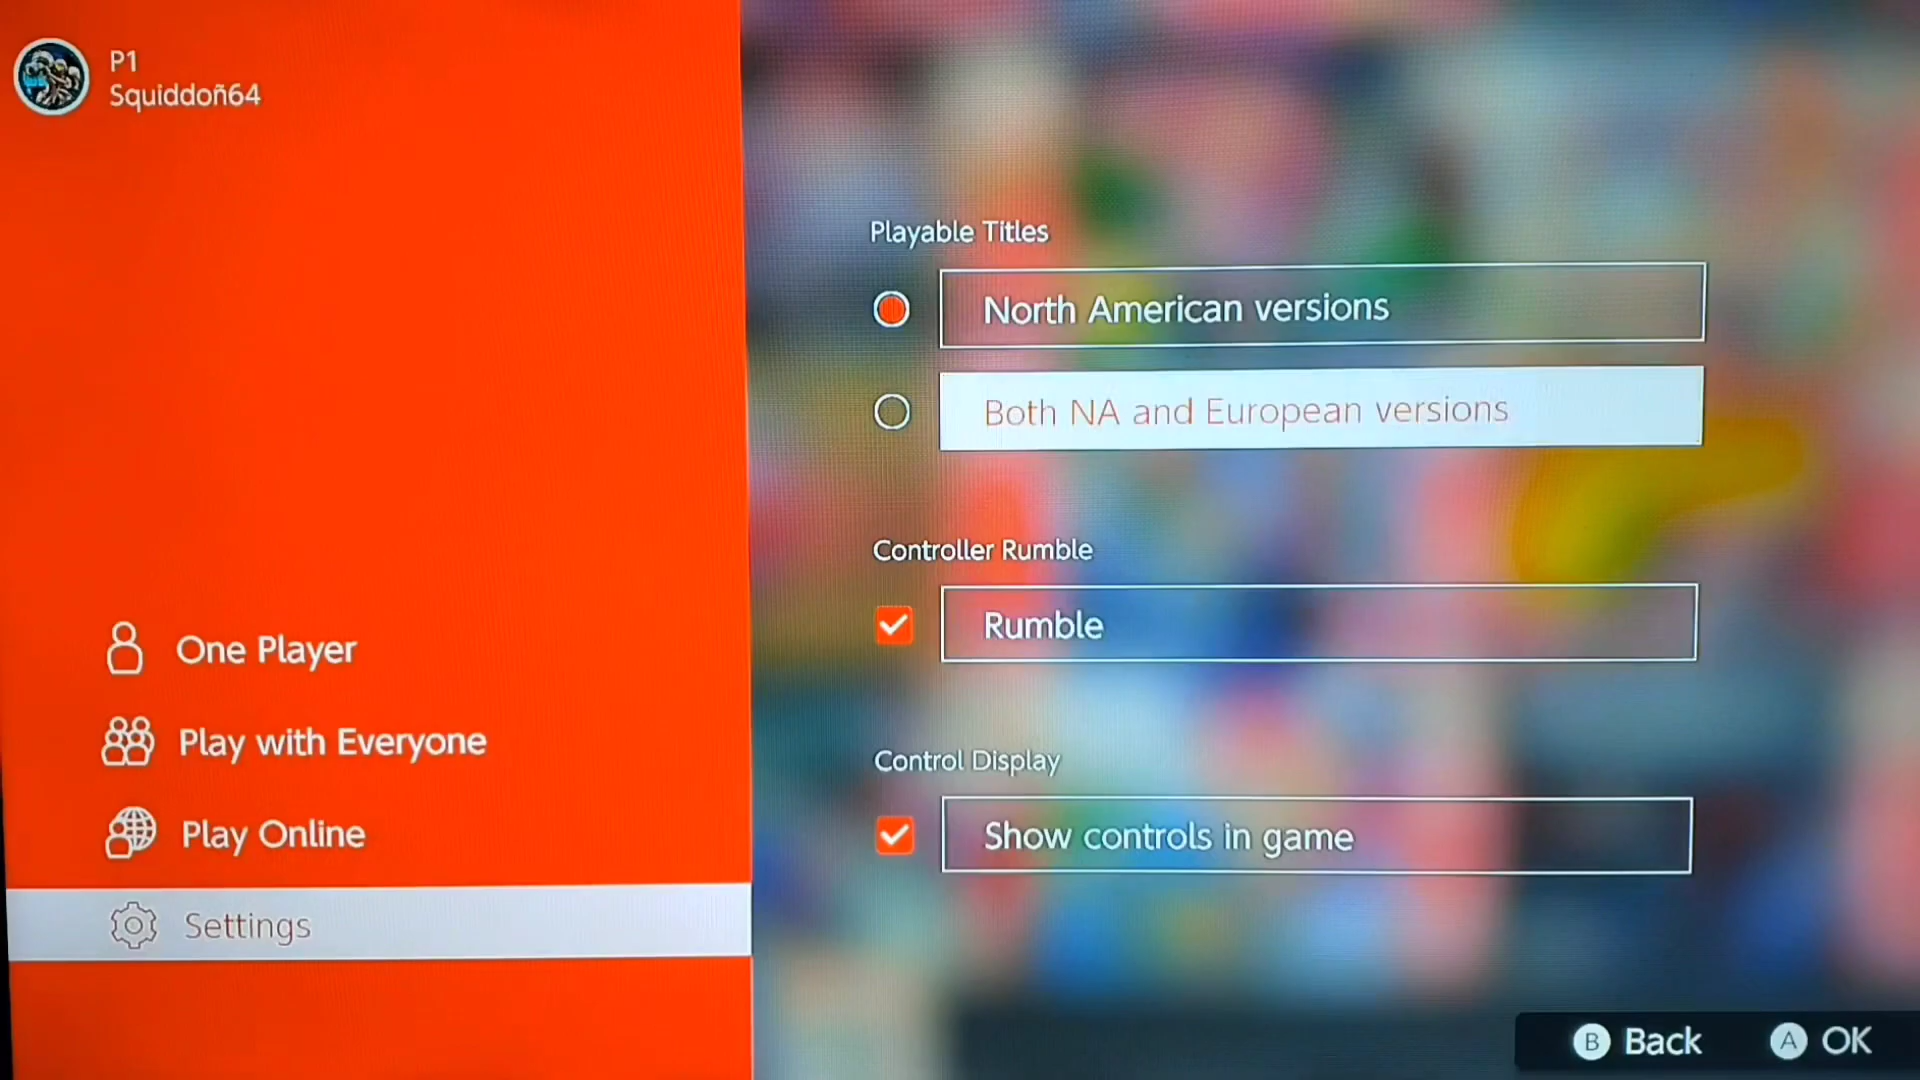 P1
Squiddoñ64
Playable Titles
North American versions
Both NA and European versions
Controller Rumble
Rumble
Control Display
Show controls in game
One Player
Play with Everyone
Play Online
Settings
B Back A OK